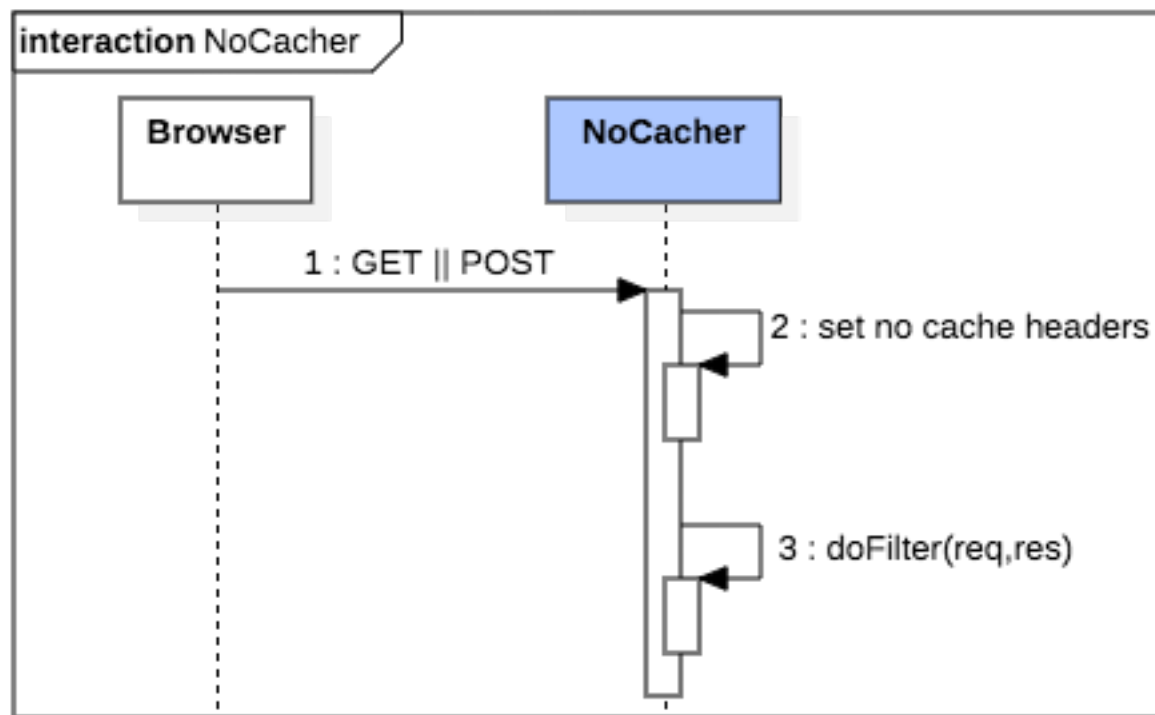 interaction NoCacher
Browser
NoCacher
1 : GET || POST
2 : set no cache headers
3 : doFilter(req,res)